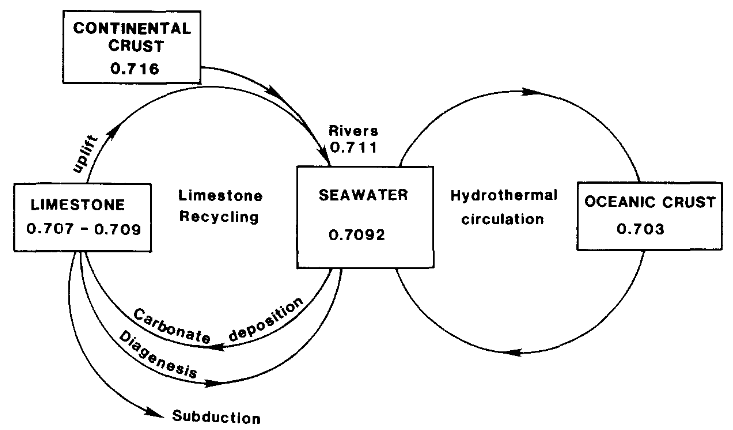 CONTINENTAL
CRUST
0.716
Rivers
0.711
uplift
LIMESTONE
0.707 - 0.709
Limestone
Recycling
SEAWATER
0.7092
Hydrothermal
circulation
OCEANIC CRUST
0.703
Carbonate deposition
Diagenesis
Subduction